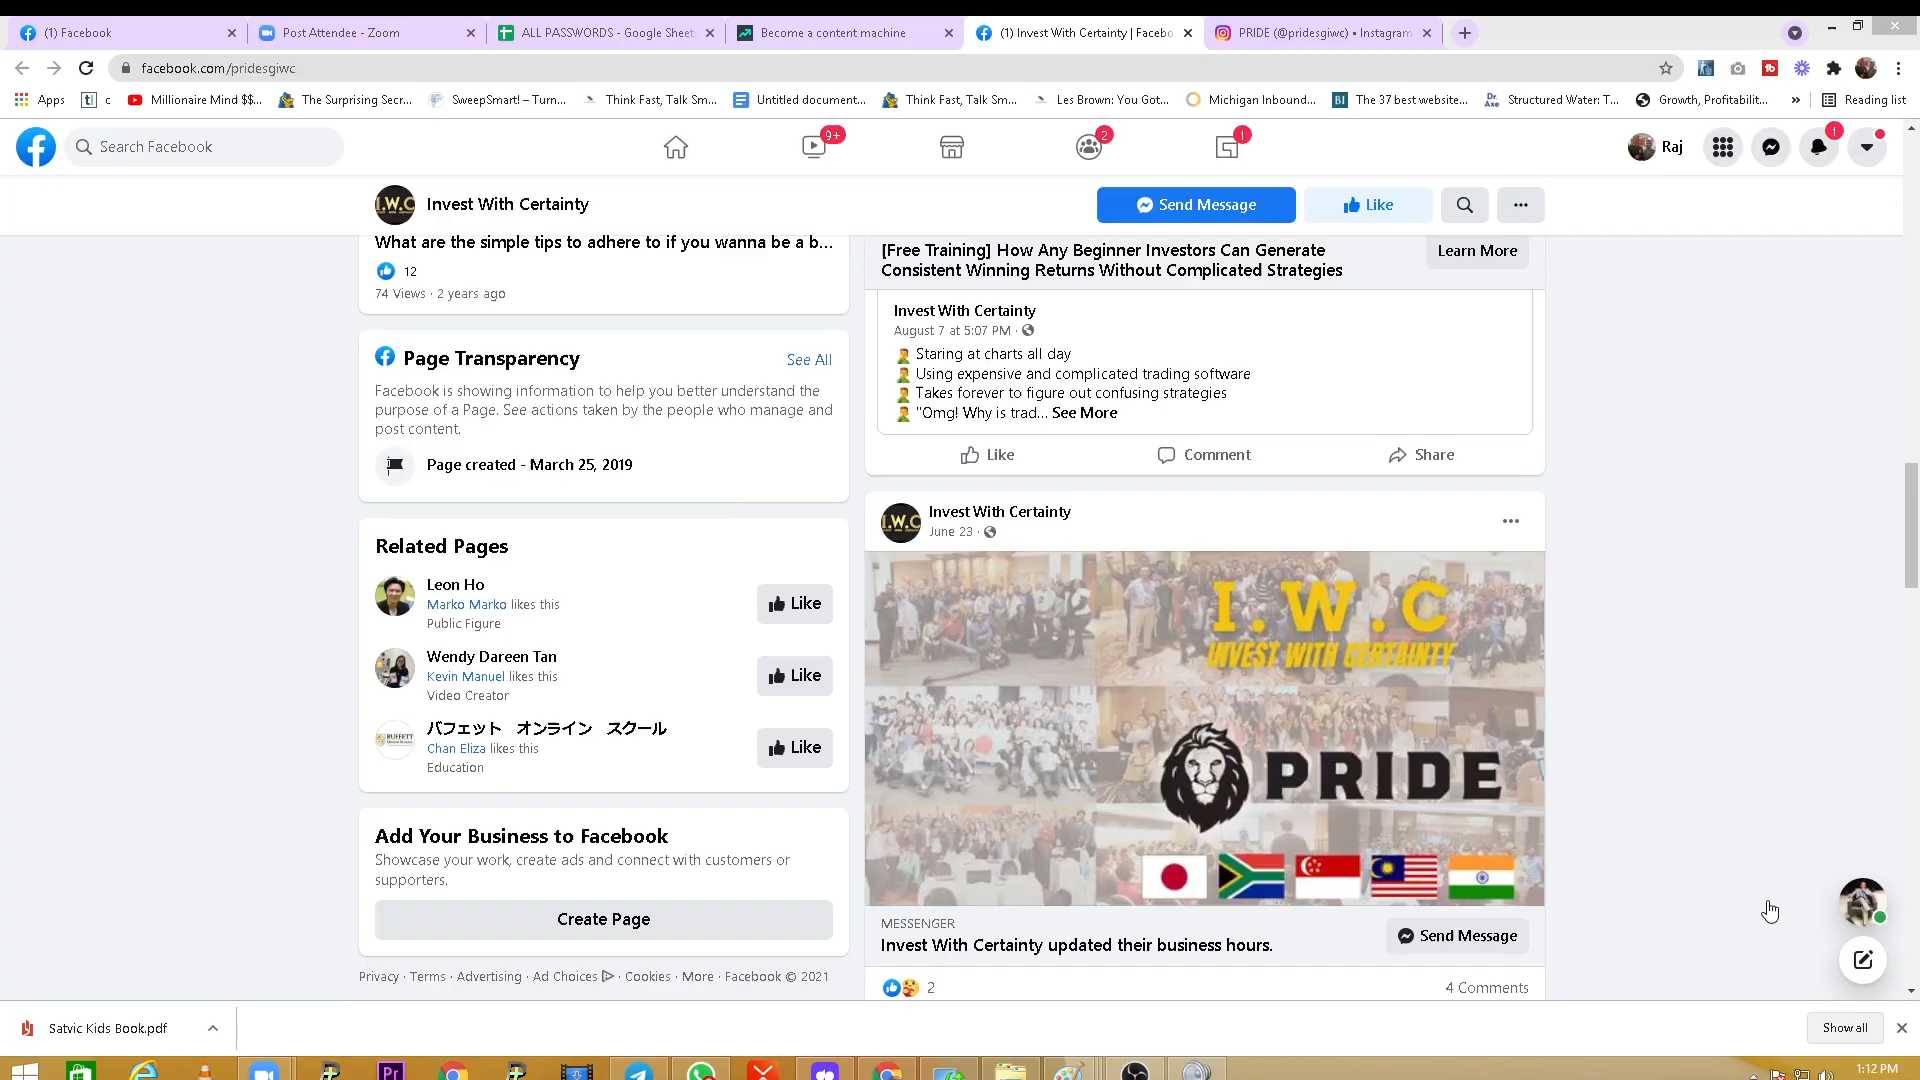 (1) Facebook
Post Attendee - Zoom
ALL PASSWORDS - Google Sheets
Become a content machine
(1) Invest With Certainty | Facebo
PRIDE (@pridesgiwc) • Instagram
facebook.com/pridesgiwc
Apps
c
Millionaire Mind $$...
The Surprising Secr...
SweepSmart! – Turn...
Think Fast, Talk Sm...
Untitled document...
Think Fast, Talk Sm...
Les Brown: You Got...
Michigan Inbound...
The 37 best website...
Structured Water: T...
Growth, Profitabilit...
»
Reading list
Search Facebook
9+
2
1
Raj
1
Invest With Certainty
Send Message
Like
What are the simple tips to adhere to if you wanna be a b...
12
74 Views · 2 years ago
Page Transparency
See All
Facebook is showing information to help you better understand the
purpose of a Page. See actions taken by the people who manage and
post content.
Page created - March 25, 2019
Related Pages
Leon Ho
Marko Marko likes this
Public Figure
Like
Wendy Dareen Tan
Kevin Manuel likes this
Video Creator
Like
バフェット　オンライン　スクール
Chan Eliza likes this
Education
Like
Add Your Business to Facebook
Showcase your work, create ads and connect with customers or
supporters.
Create Page
Privacy · Terms · Advertising · Ad Choices · Cookies · More · Facebook © 2021
[Free Training] How Any Beginner Investors Can Generate
Consistent Winning Returns Without Complicated Strategies
Learn More
Invest With Certainty
August 7 at 5:07 PM ·
Staring at charts all day
Using expensive and complicated trading software
Takes forever to figure out confusing strategies
"Omg! Why is trad... See More
Like
Comment
Share
I.W.C
Invest With Certainty
June 23 ·
I.W.C
INVEST WITH CERTAINTY
PRIDE
MESSENGER
Invest With Certainty updated their business hours.
Send Message
2
4 Comments
Satvic Kids Book.pdf
Show all
1:12 PM